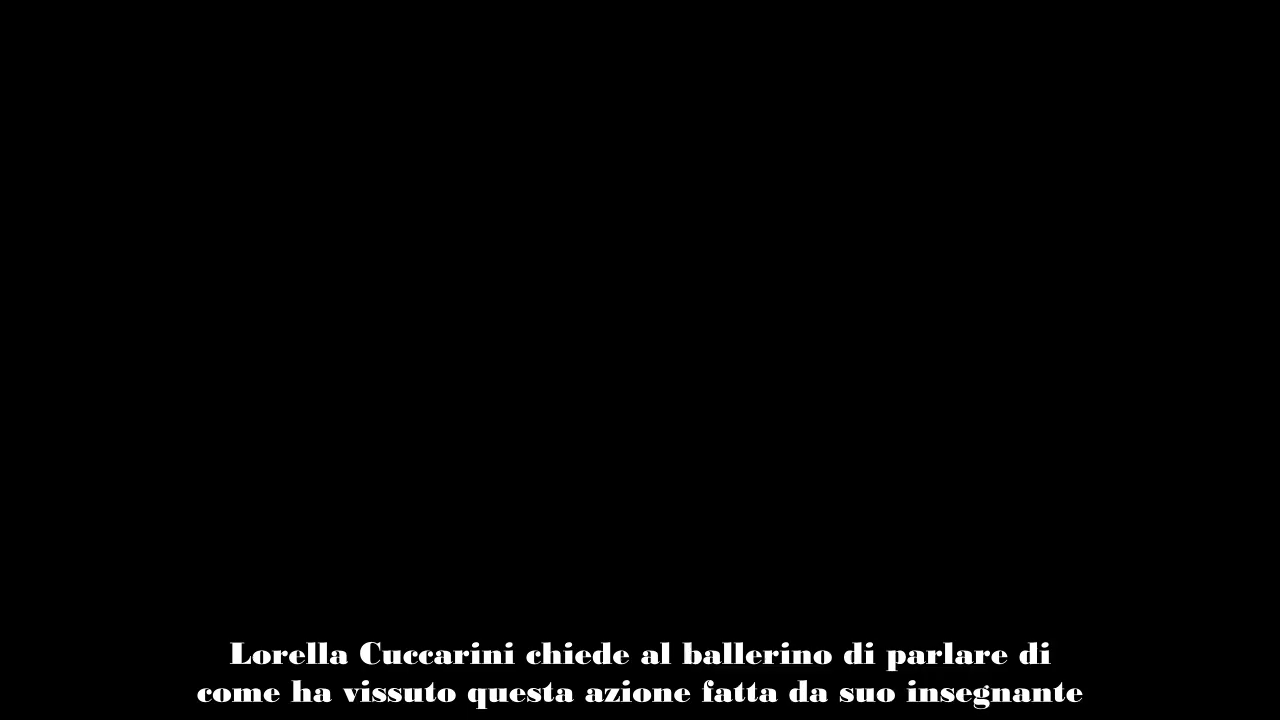 Lorella Cuccarini chiede al ballerino di parlare di
come ha vissuto questa azione fatta da suo insegnante